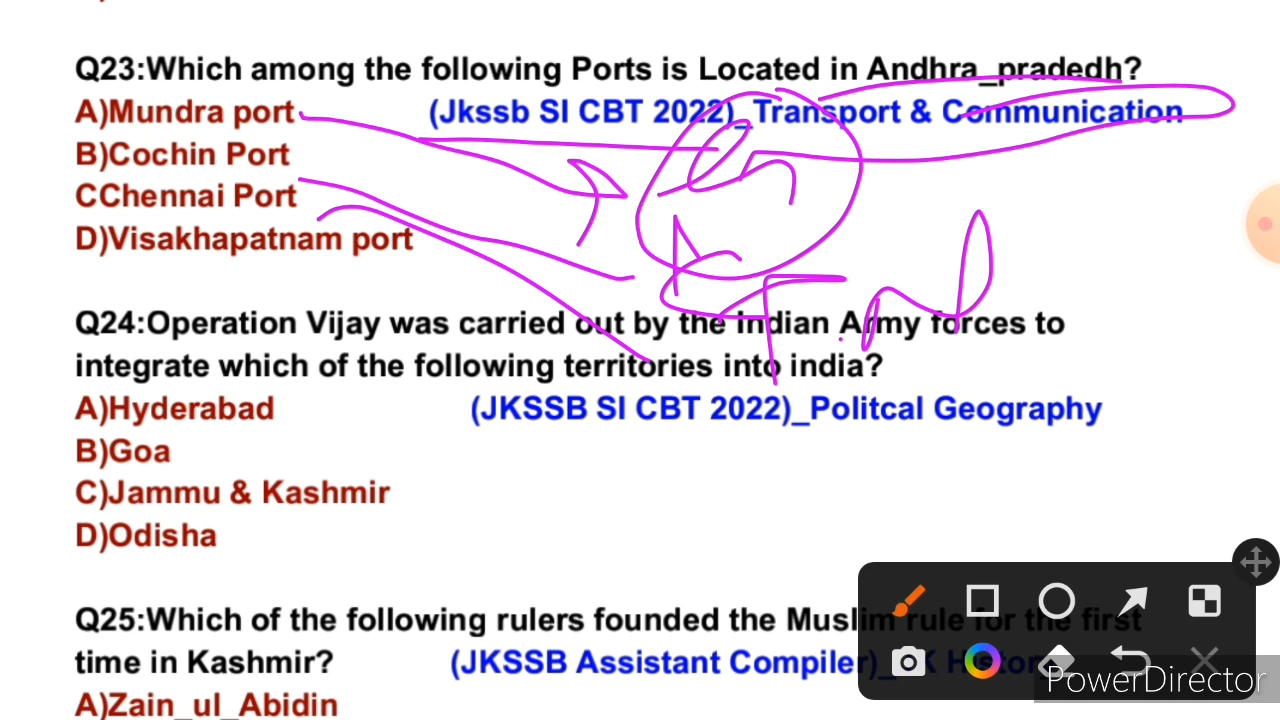 Q23:Which among the following Ports is Located in Andhra_pradedh?
A)Mundra port (Jkssb SI CBT 2022)_Transport & Communication
B)Cochin Port
CChennai Port
D)Visakhapatnam port
Q24:Operation Vijay was carried out by the indian Army forces to
integrate which of the following territories into india?
A)Hyderabad (JKSSB SI CBT 2022)_Politcal Geography
B)Goa
C)Jammu & Kashmir
D)Odisha
Q25:Which of the following rulers founded the Muslim rule for the first
time in Kashmir? (JKSSB Assistant Compiler)
A)Zain_ul_Abidin
PowerDirector